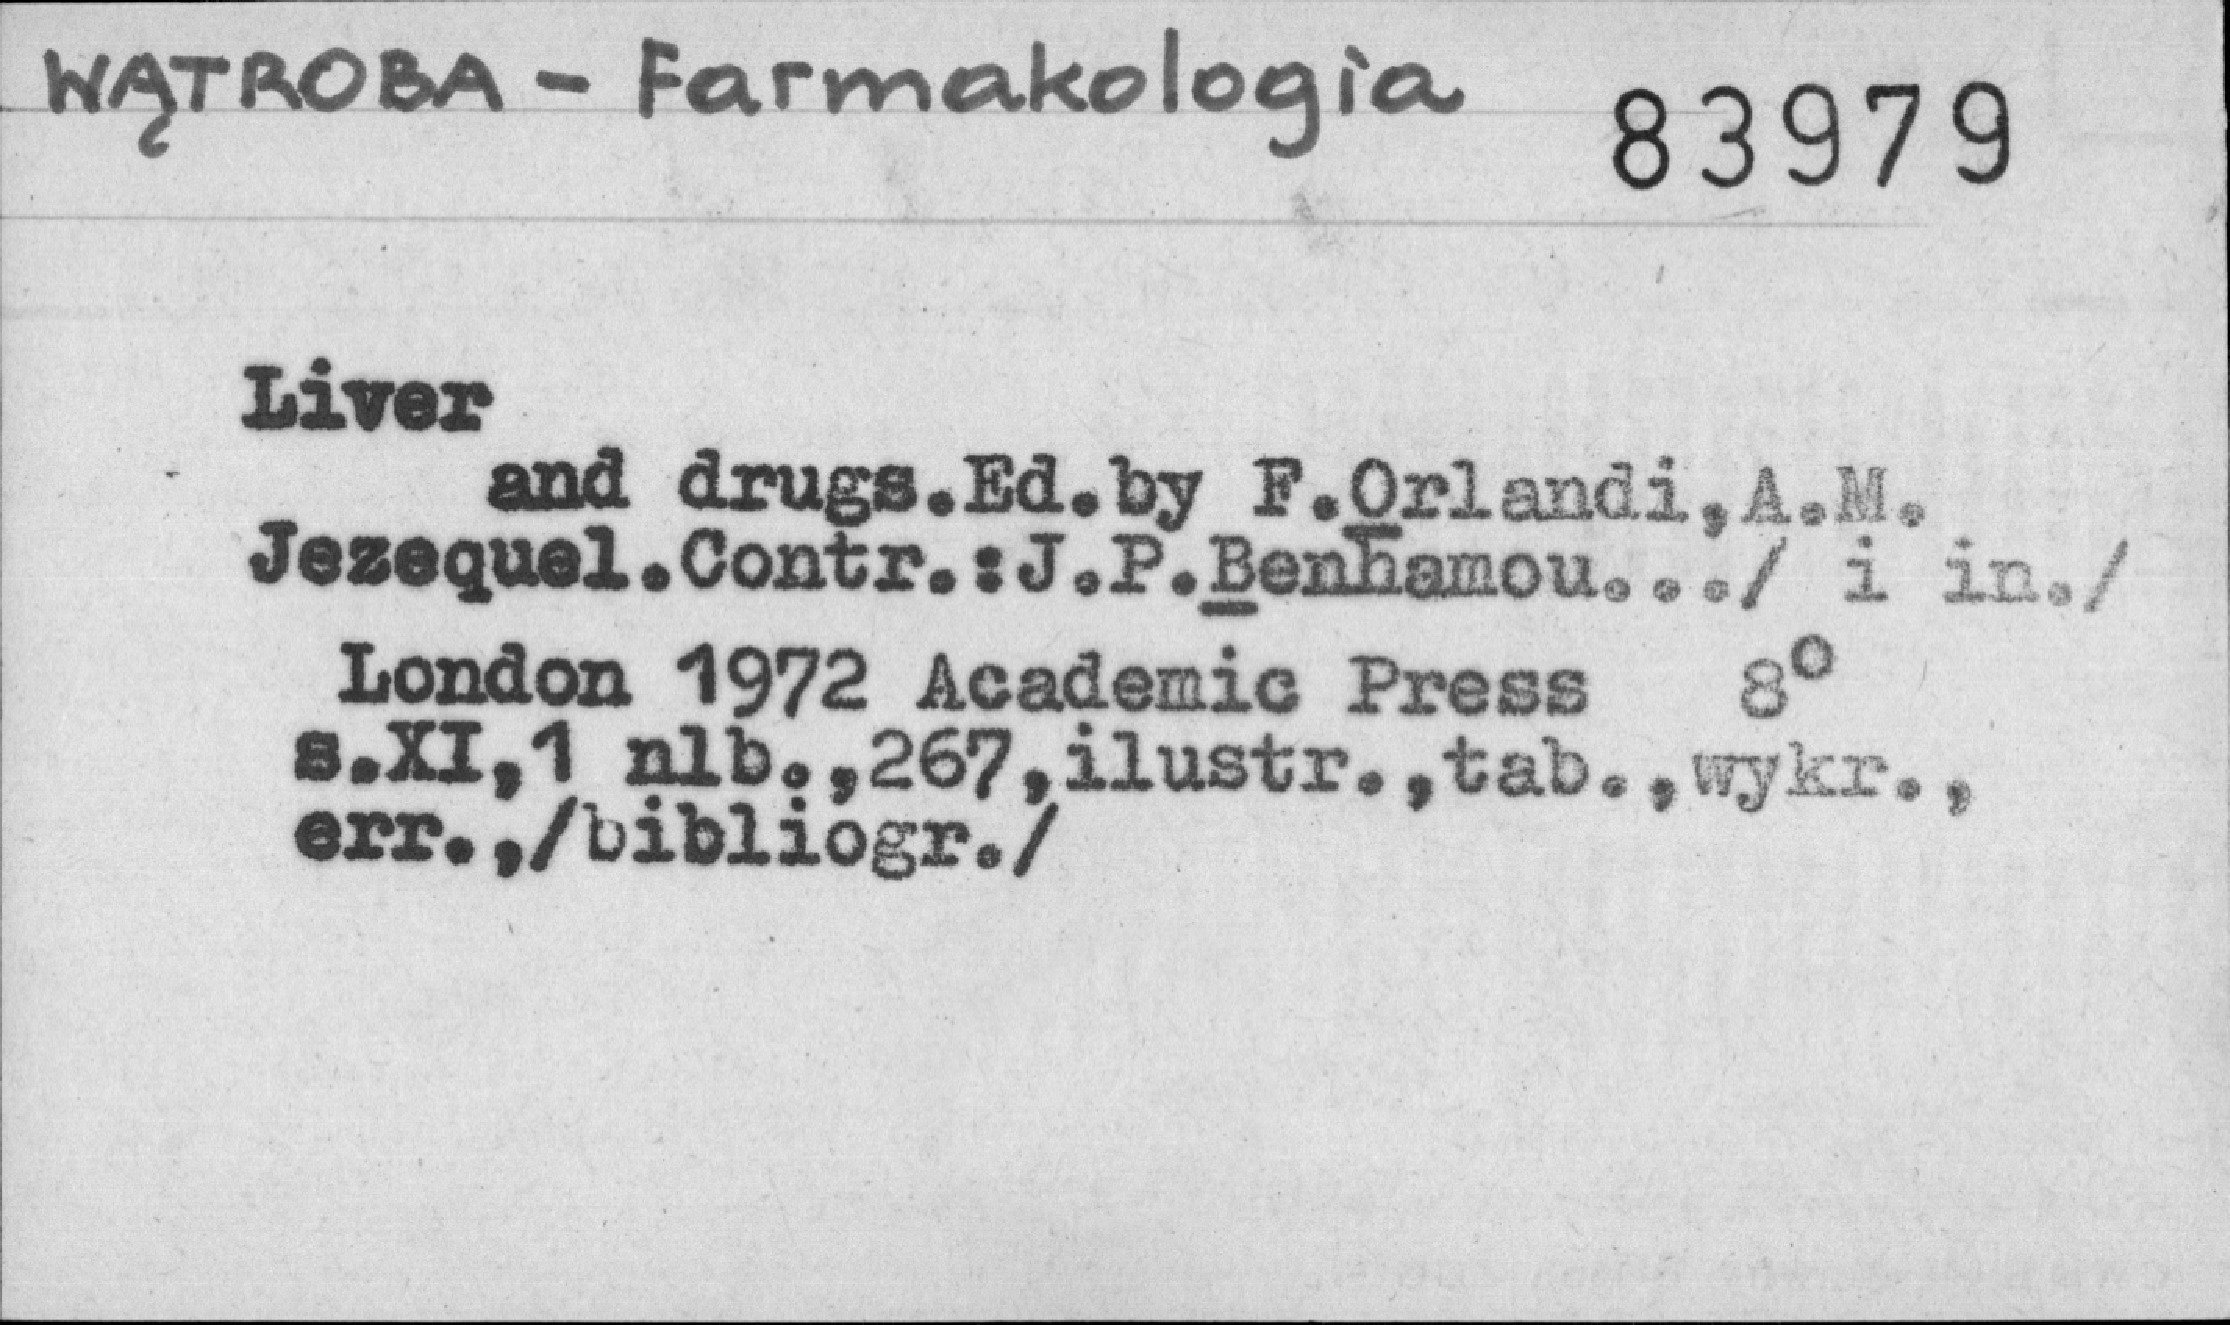 WĄTROBA - Farmakologia 83979
Liver
and drugs.Ed.by F.Orlandi,A.M.
Jezequel.Contr.:J.P.Benhamou.../ i in./
London 1972 Academic Press 8º
s.XI,1 nlb.,267,ilustr.,tab.,wykr.,
err.,/bibliogr./